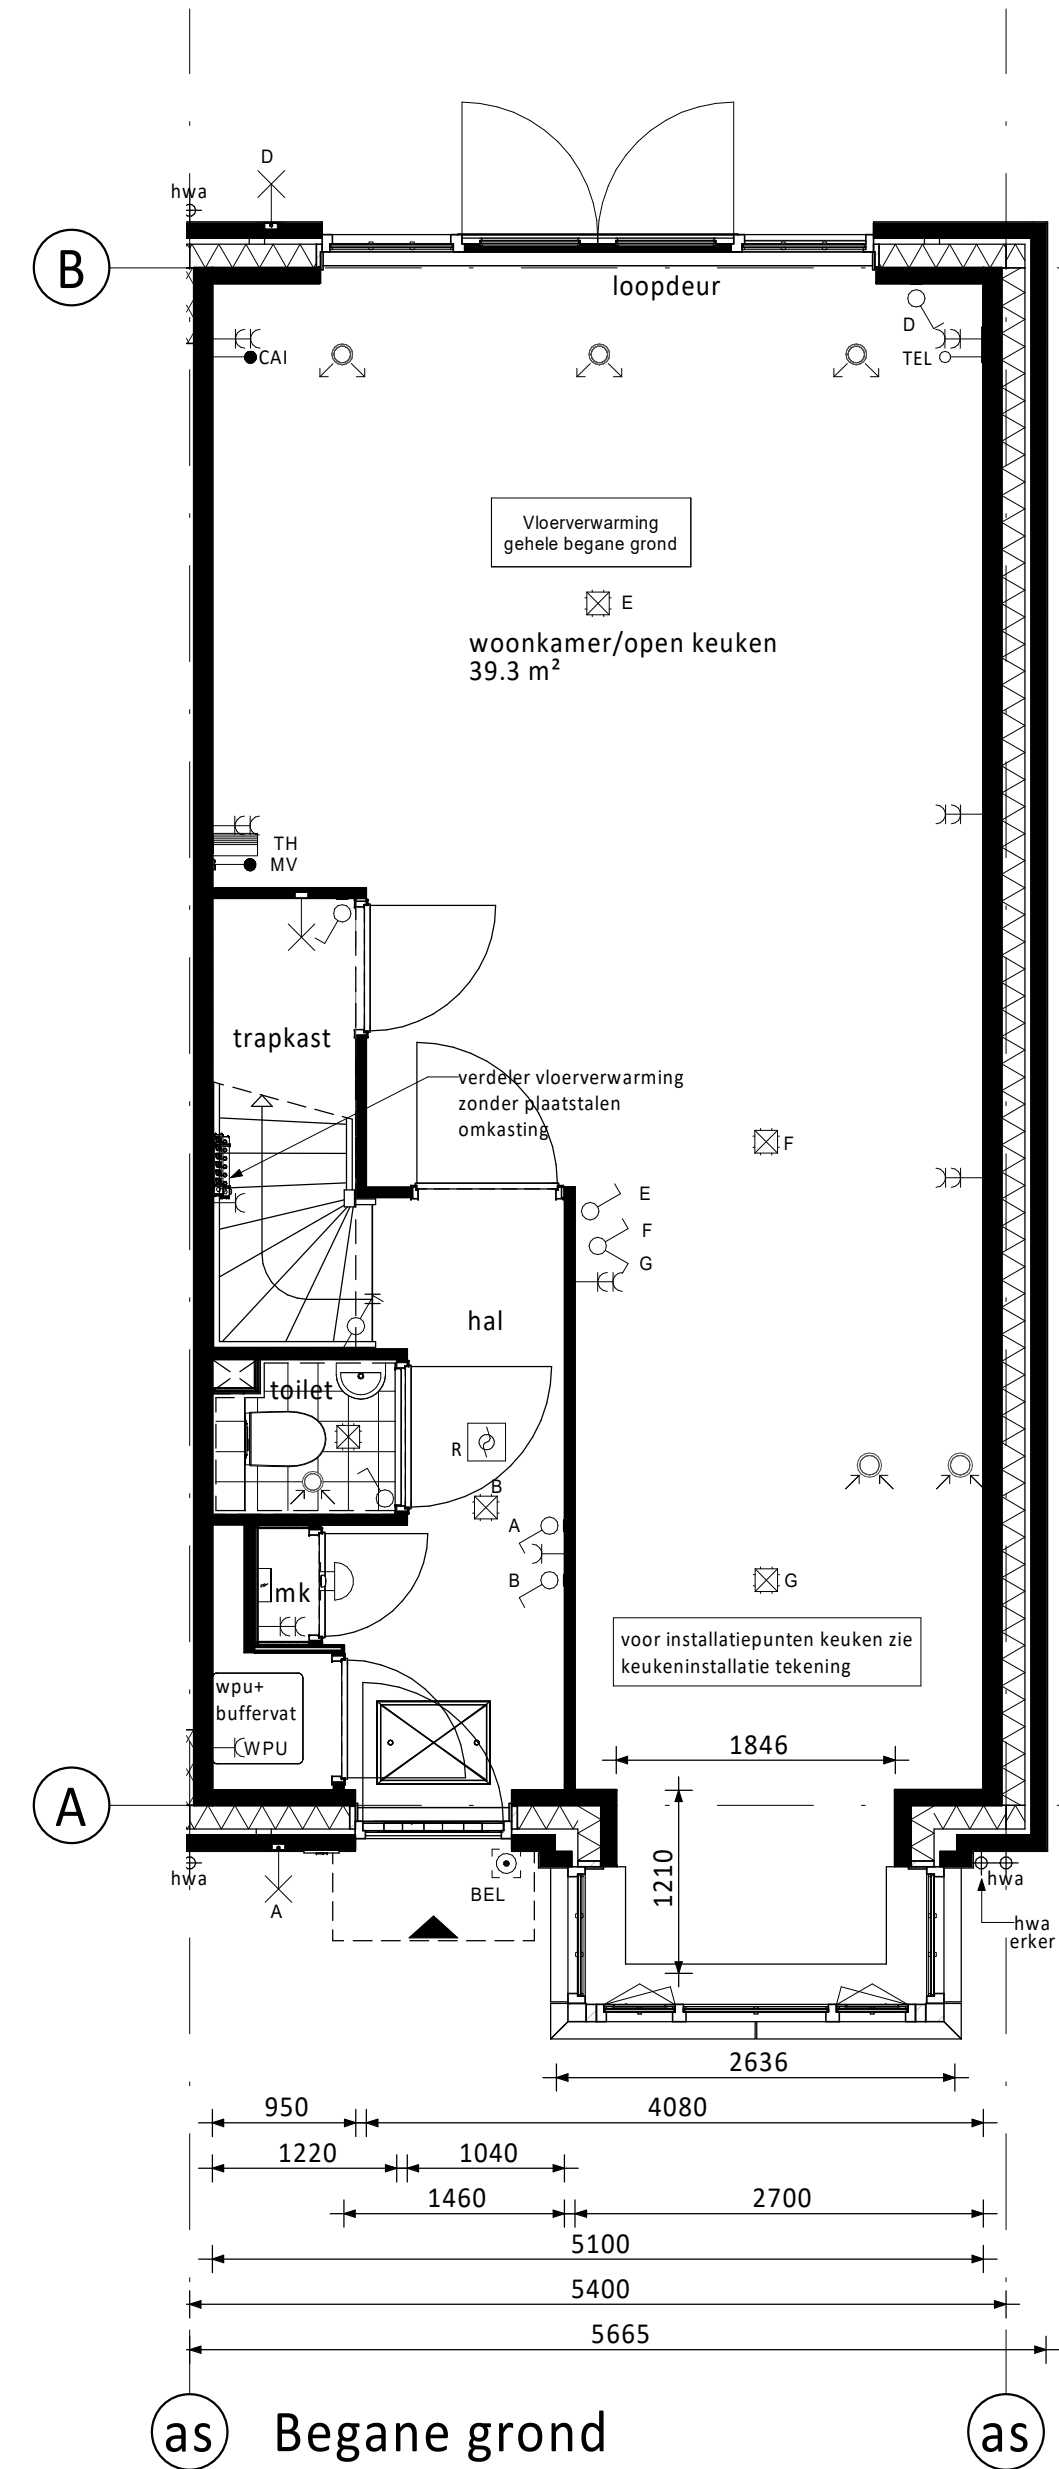 D
hwa
B
loopdeur
D
CAI
TEL
Vloerverwarming
gehele begane grond
E
woonkamer/open keuken
39.3 m²
TH
MV
trapkast
verdeler vloerverwarming
zonder plaatstalen
omkasting
F
E
F
G
hal
toilet
R
B
A
B
mk
G
voor installatiepunten keuken zie
keukeninstallatie tekening
wpu+
buffervat
WPU
1846
A
1210
hwa
A
BEL
hwa
hwa
erker
2636
950
4080
1220
1040
1460
2700
5100
5400
5665
as
Begane grond
as